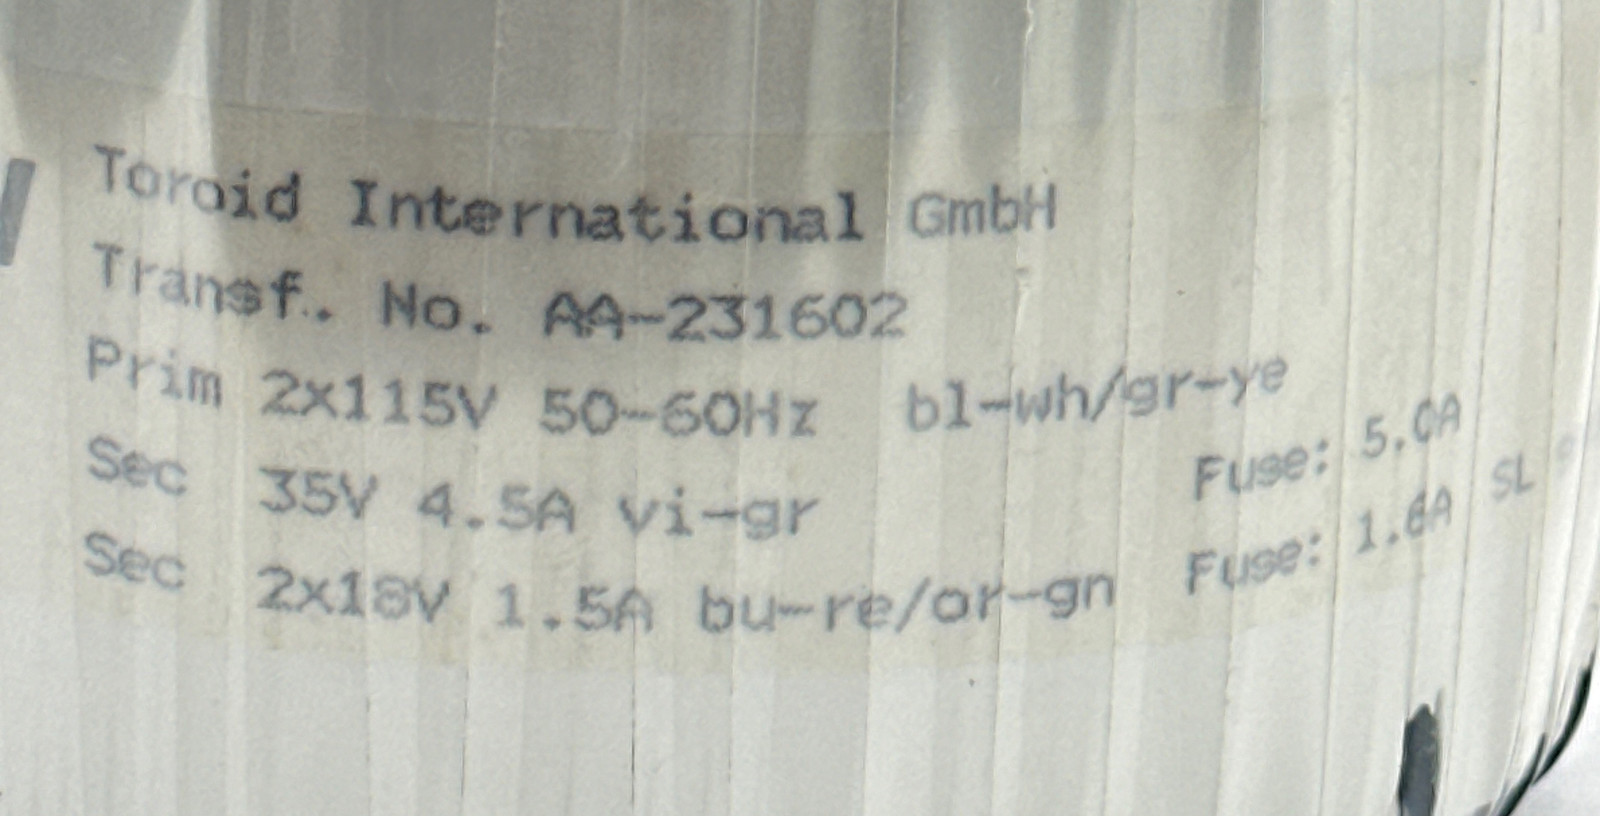 Toroid International GmbH
Transf.. No. AA-231602
Prim 2x115V 50-60Hz bl-wh/gr-ye
Sec 35V 4.5A vi-gr Fuse: 5.0A
Sec 2x18V 1.5A bu-re/or-gn Fuse: 1.6A SL